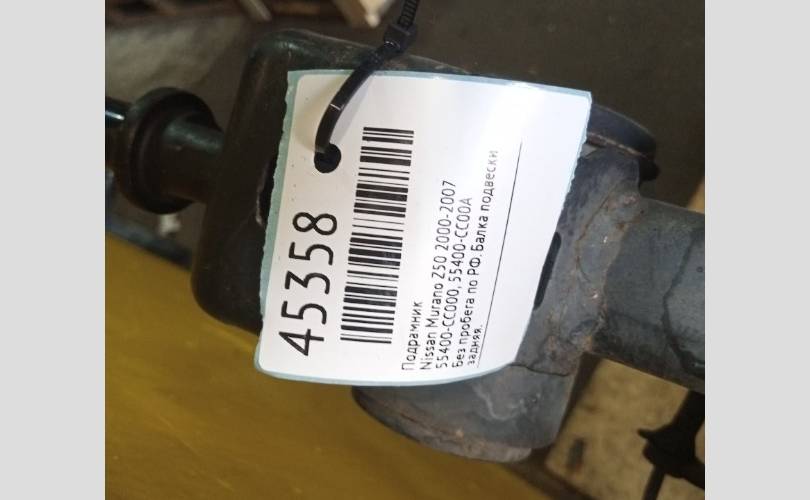 45358
Подрамник
Nissan Murano Z50 2000-2007
55400-CC000, 55400-CC00A
Без пробега по РФ. Балка подвески
задняя.